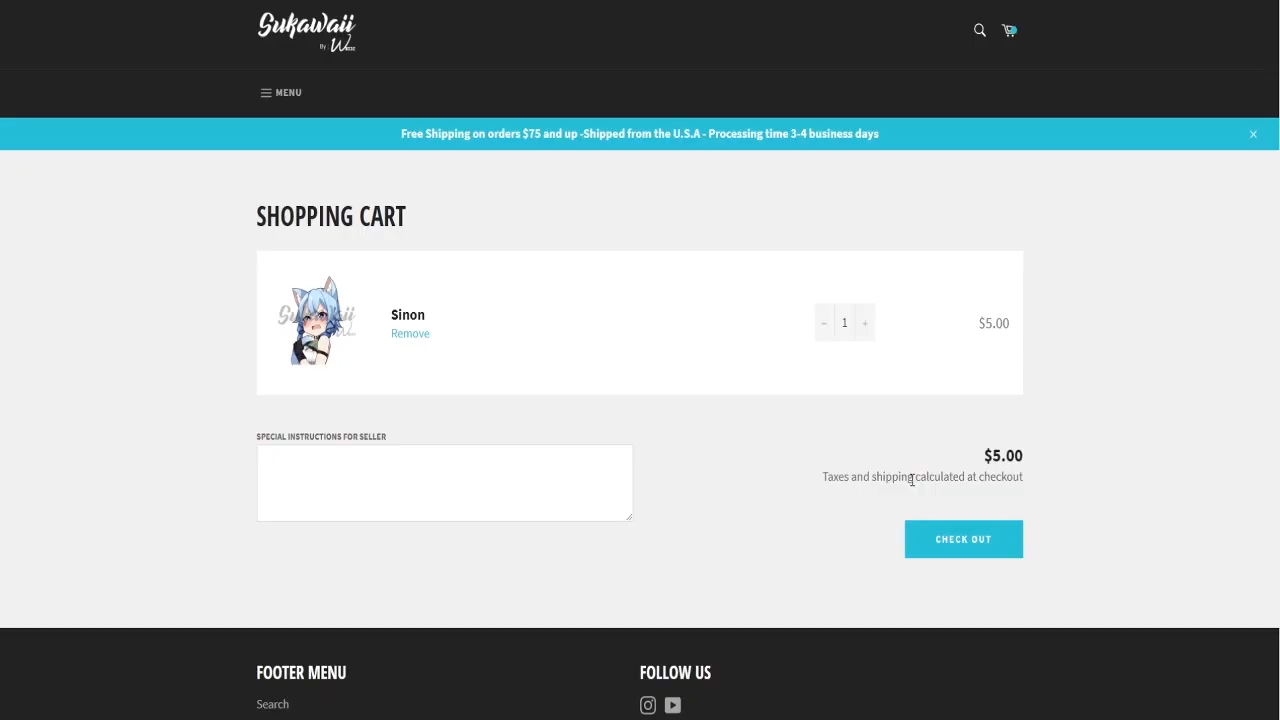 Sukawaii
By Weze
MENU
Free Shipping on orders $75 and up -Shipped from the U.S.A - Processing time 3-4 business days
SHOPPING CART
Sinon
Remove
− 1 +
$5.00
SPECIAL INSTRUCTIONS FOR SELLER
$5.00
Taxes and shipping calculated at checkout
CHECK OUT
FOOTER MENU
FOLLOW US
Search